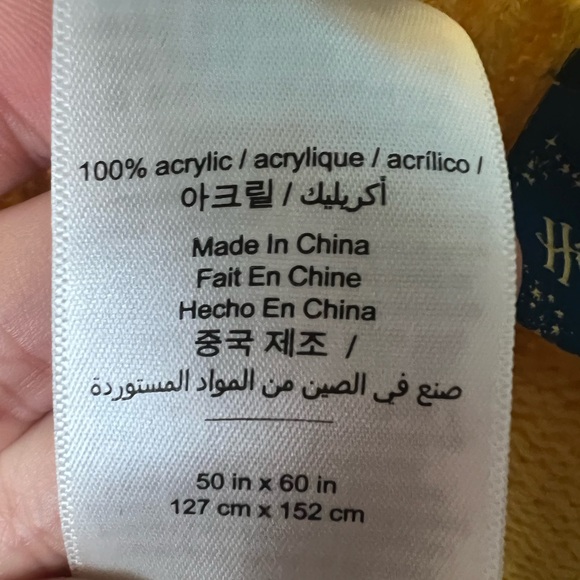 100% acrylic / acrylique / acrílico /
아크릴 / أكريليك
Made In China
Fait En Chine
Hecho En China
중국 제조 /
صنع في الصين من المواد المستوردة
50 in x 60 in
127 cm x 152 cm